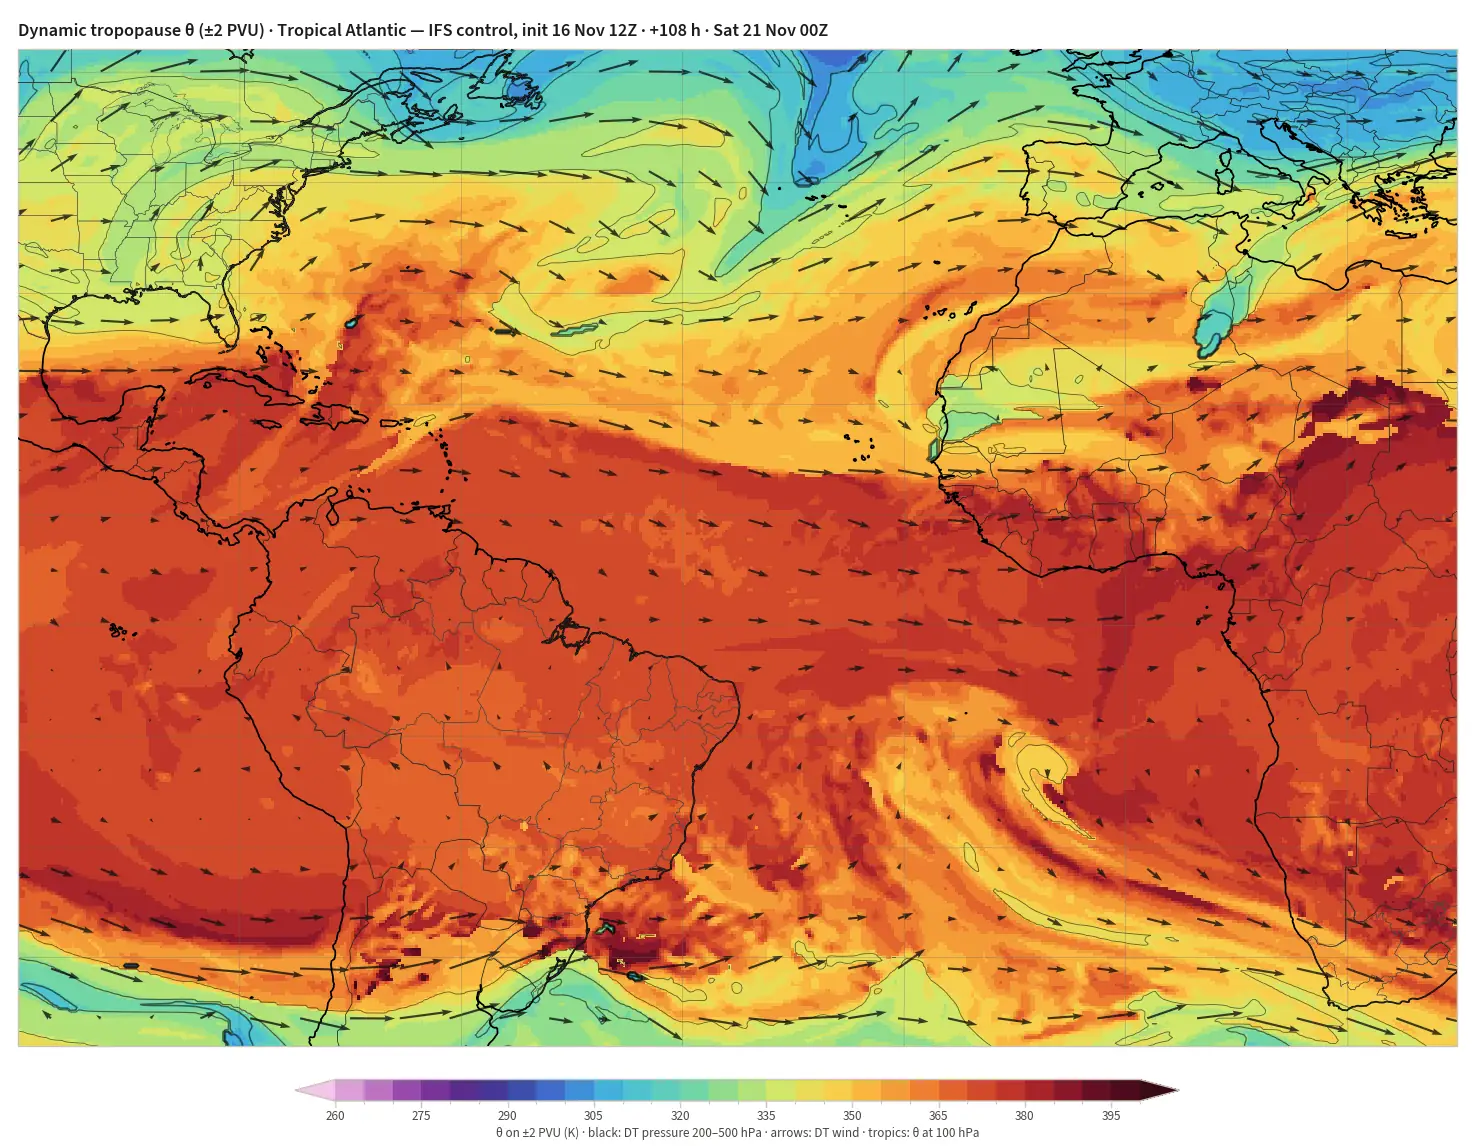 Dynamic tropopause θ (±2 PVU) · Tropical Atlantic — IFS control, init 16 Nov 12Z · +108 h · Sat 21 Nov 00Z
260 275 290 305 320 335 350 365 380 395
θ on ±2 PVU (K) · black: DT pressure 200–500 hPa · arrows: DT wind · tropics: θ at 100 hPa